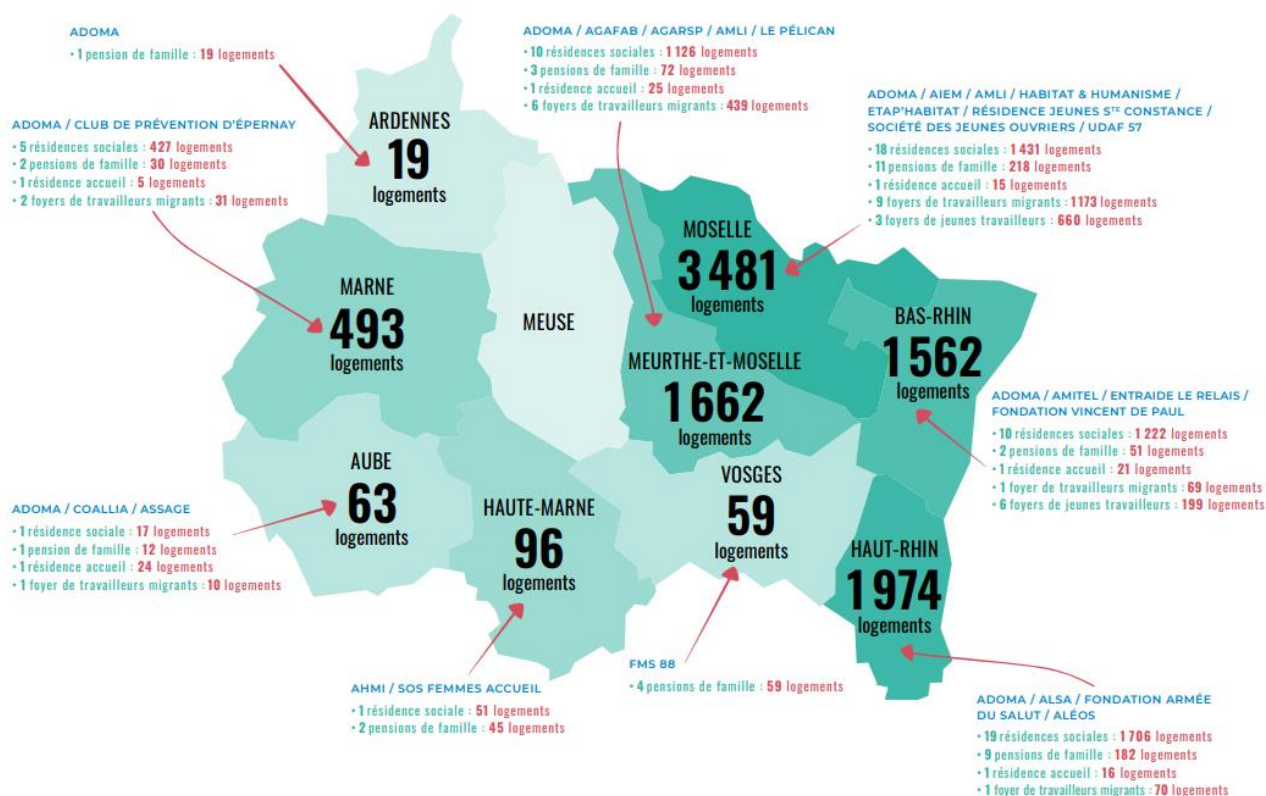 ADOMA
• 1 pension de famille : 19 logements
ARDENNES
19
logements
ADOMA / CLUB DE PRÉVENTION D'ÉPERNAY
• 5 résidences sociales : 427 logements
• 2 pensions de famille : 30 logements
• 1 résidence accueil : 5 logements
• 2 foyers de travailleurs migrants : 31 logements
MARNE
493
logements
ADOMA / AGAFAB / AGARSP / AMLI / LE PÉLICAN
• 10 résidences sociales : 1 126 logements
• 3 pensions de famille : 72 logements
• 1 résidence accueil : 25 logements
• 6 foyers de travailleurs migrants : 439 logements
ADOMA / AIEM / AMLI / HABITAT & HUMANISME /
ETAP'HABITAT / RÉSIDENCE JEUNES STE CONSTANCE /
SOCIÉTÉ DES JEUNES OUVRIERS / UDAF 57
• 18 résidences sociales : 1 431 logements
• 11 pensions de famille : 218 logements
• 1 résidence accueil : 15 logements
• 9 foyers de travailleurs migrants : 1173 logements
• 3 foyers de jeunes travailleurs : 660 logements
MOSELLE
3 481
logements
MEUSE
BAS-RHIN
1 562
logements
MEURTHE-ET-MOSELLE
1 662
logements
ADOMA / AMITEL / ENTRAIDE LE RELAIS /
FONDATION VINCENT DE PAUL
• 10 résidences sociales : 1 222 logements
• 2 pensions de famille : 51 logements
• 1 résidence accueil : 21 logements
• 1 foyer de travailleurs migrants : 69 logements
• 6 foyers de jeunes travailleurs : 199 logements
AUBE
63
logements
ADOMA / COALLIA / ASSAGE
• 1 résidence sociale : 17 logements
• 1 pension de famille : 12 logements
• 1 résidence accueil : 24 logements
• 1 foyer de travailleurs migrants : 10 logements
HAUTE-MARNE
96
logements
VOSGES
59
logements
HAUT-RHIN
1 974
logements
AHMI / SOS FEMMES ACCUEIL
• 1 résidence sociale : 51 logements
• 2 pensions de famille : 45 logements
FMS 88
• 4 pensions de famille : 59 logements
ADOMA / ALSA / FONDATION ARMÉE
DU SALUT / ALÉOS
• 19 résidences sociales : 1 706 logements
• 9 pensions de famille : 182 logements
• 1 résidence accueil : 16 logements
• 1 foyer de travailleurs migrants : 70 logements